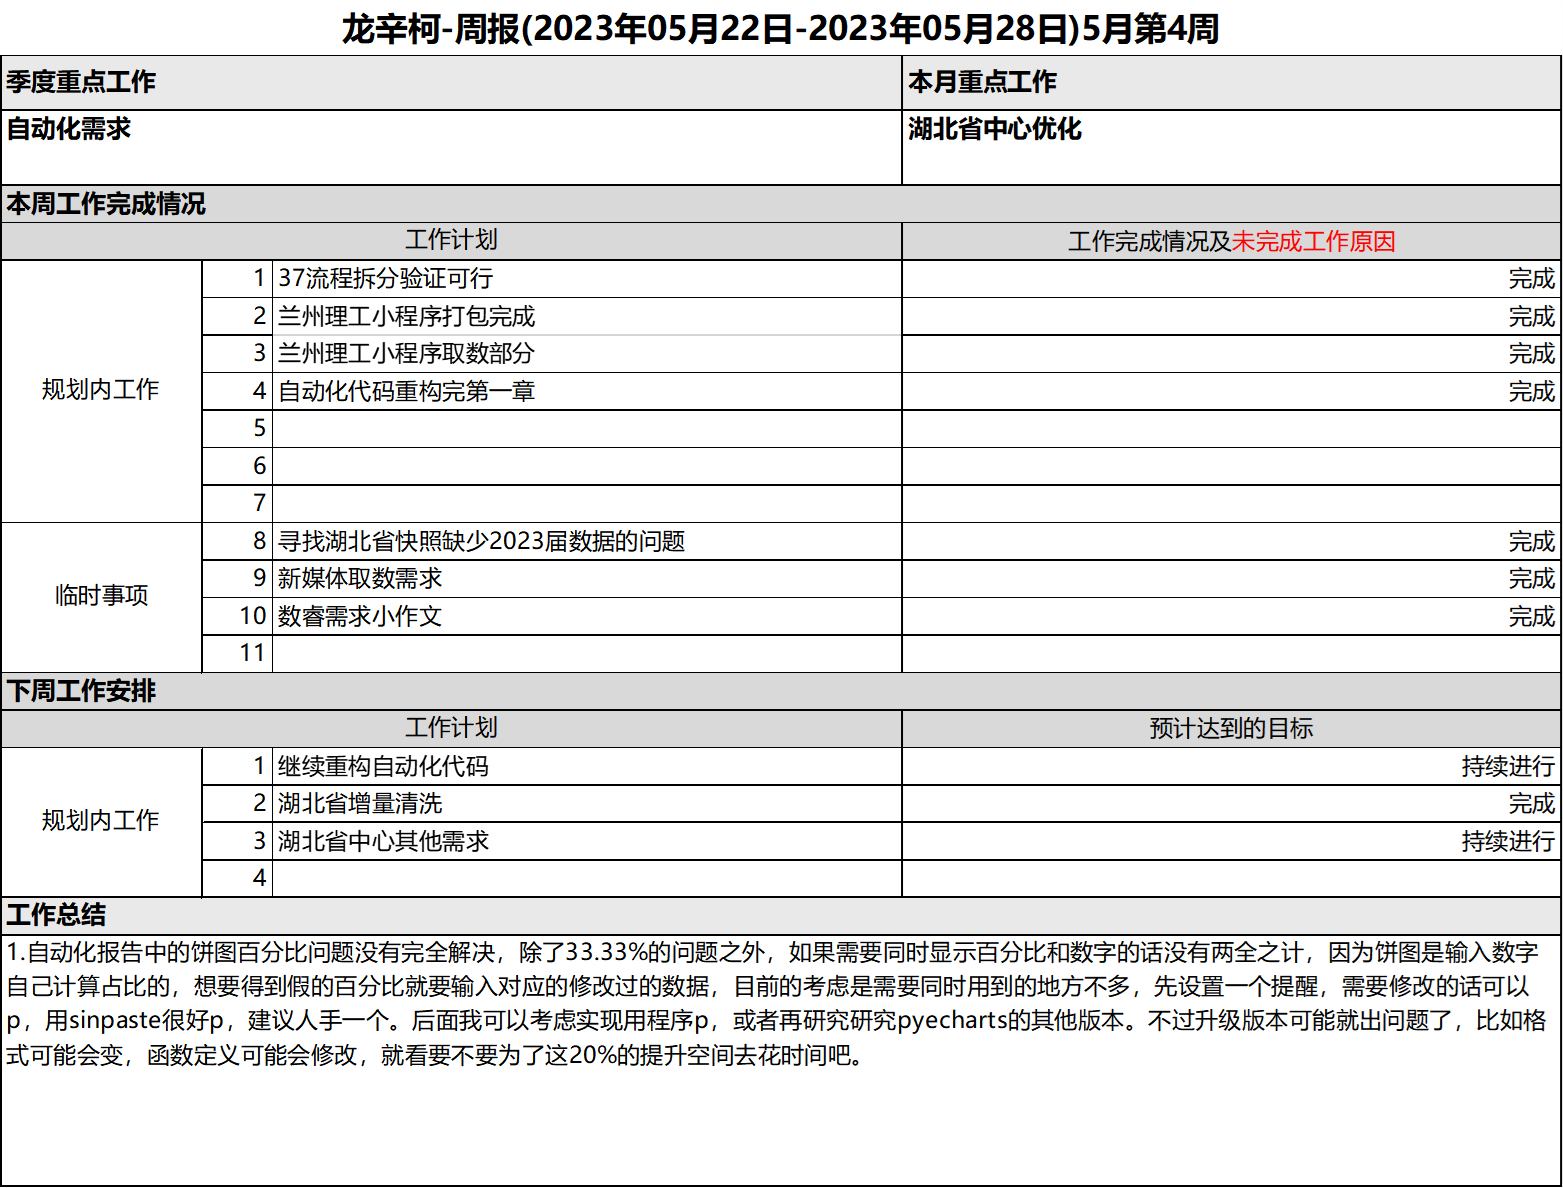 龙辛柯-周报(2023年05月22日-2023年05月28日)5月第4周
季度重点工作 本月重点工作
自动化需求 湖北省中心优化
本周工作完成情况
工作计划 工作完成情况及未完成工作原因
规划内工作
1 37流程拆分验证可行 完成
2 兰州理工小程序打包完成 完成
3 兰州理工小程序取数部分 完成
4 自动化代码重构完第一章 完成
5
6
7
临时事项
8 寻找湖北省快照缺少2023届数据的问题 完成
9 新媒体取数需求 完成
10 数睿需求小作文 完成
11
下周工作安排
工作计划 预计达到的目标
规划内工作
1 继续重构自动化代码 持续进行
2 湖北省增量清洗 完成
3 湖北省中心其他需求 持续进行
4
工作总结
1.自动化报告中的饼图百分比问题没有完全解决，除了33.33%的问题之外，如果需要同时显示百分比和数字的话没有两全之计，因为饼图是输入数字
自己计算占比的，想要得到假的百分比就要输入对应的修改过的数据，目前的考虑是需要同时用到的地方不多，先设置一个提醒，需要修改的话可以
p，用sinpaste很好p，建议人手一个。后面我可以考虑实现用程序p，或者再研究研究pyecharts的其他版本。不过升级版本可能就出问题了，比如格
式可能会变，函数定义可能会修改，就看要不要为了这20%的提升空间去花时间吧。